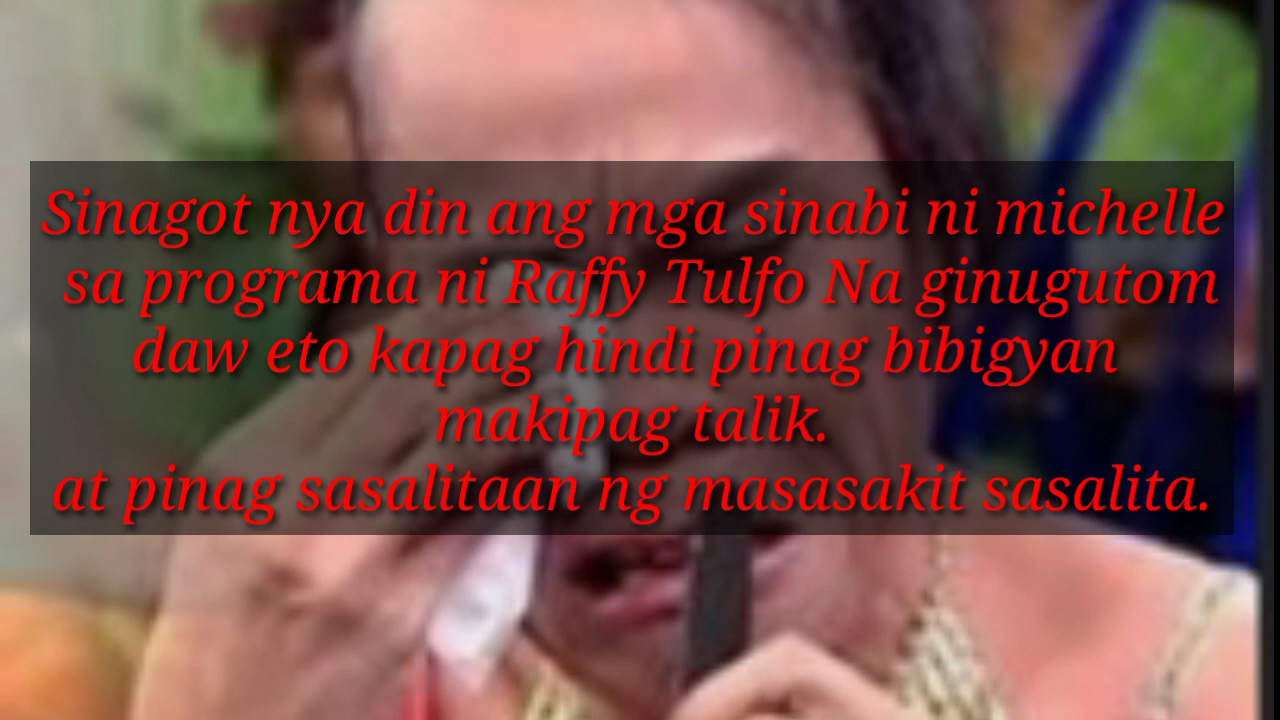 Sinagot nya din ang mga sinabi ni michelle
sa programa ni Raffy Tulfo Na ginugutom
daw eto kapag hindi pinag bibigyan
makipag talik.
at pinag sasalitaan ng masasakit sasalita.